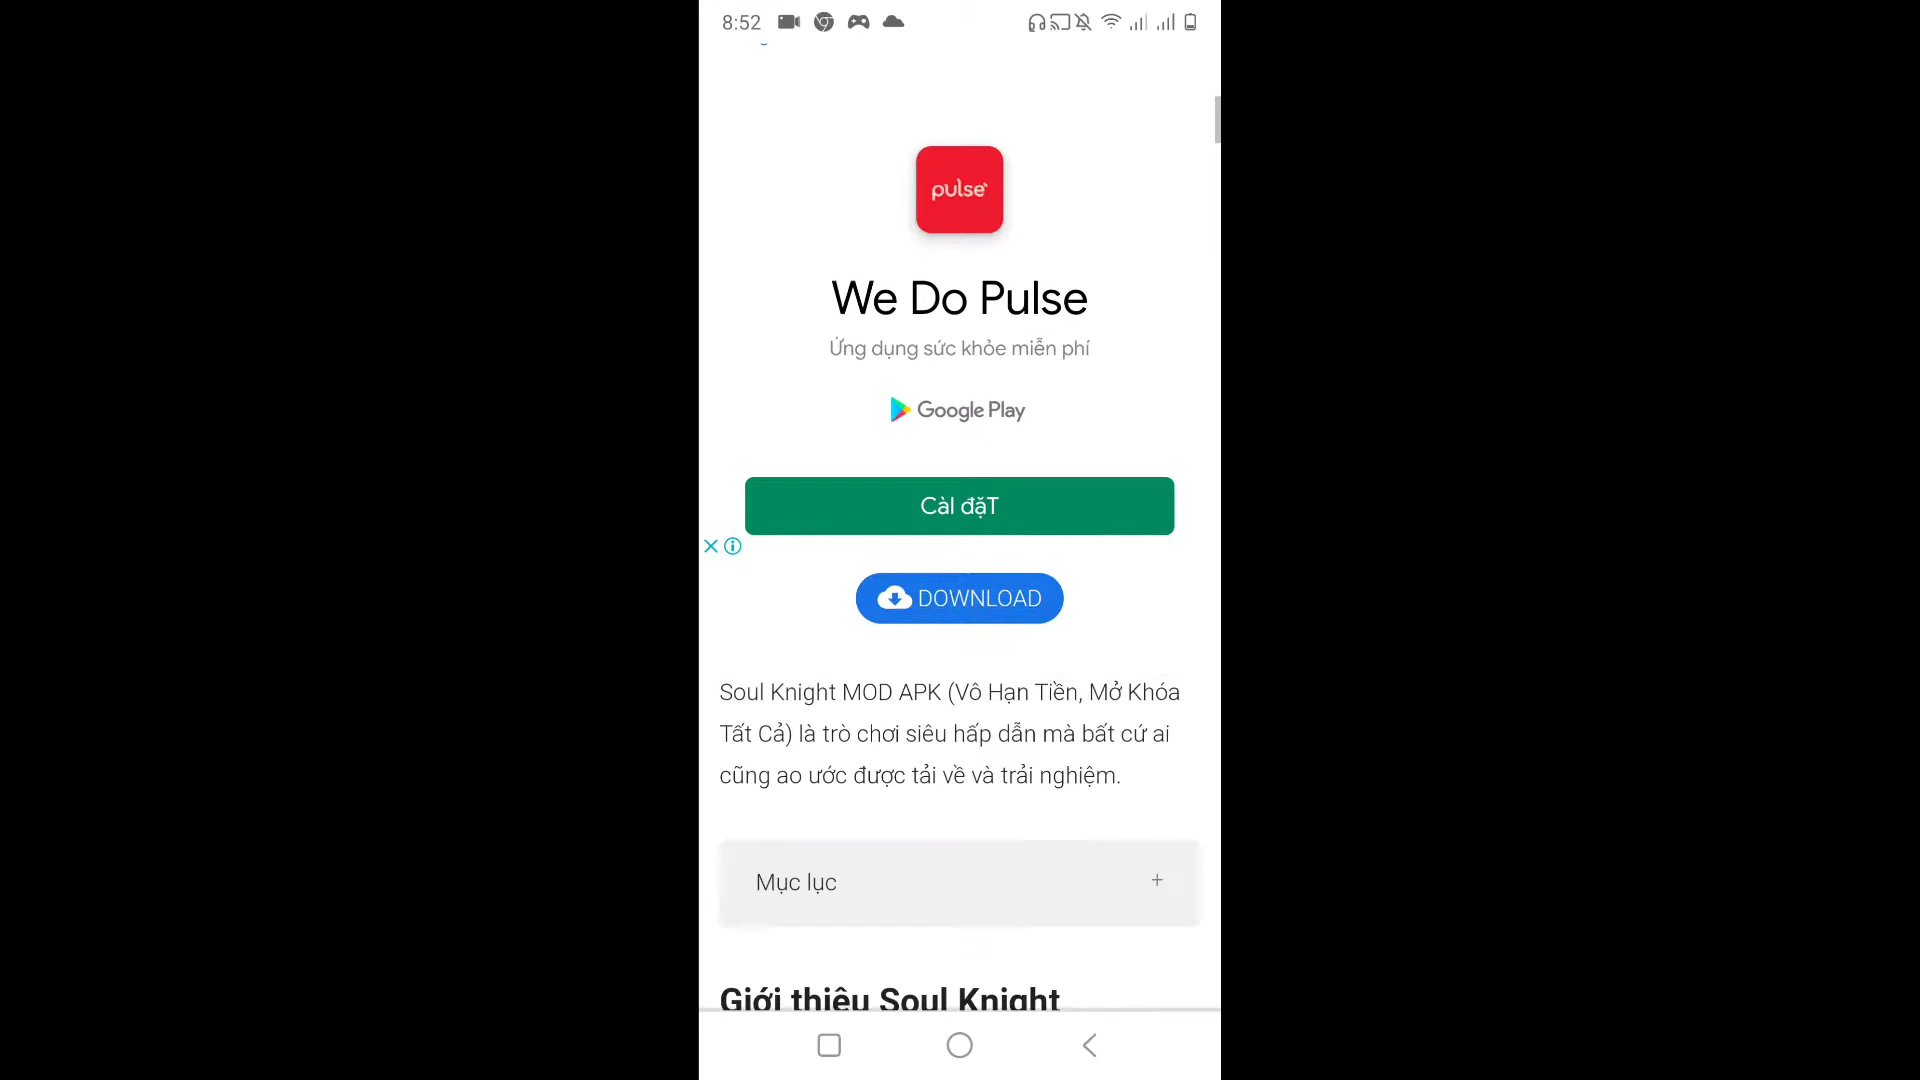 8:52
pulse
We Do Pulse
Ứng dụng sức khỏe miễn phí
Google Play
Càl đặT
DOWNLOAD
Soul Knight MOD APK (Vô Hạn Tiền, Mở Khóa
Tất Cả) là trò chơi siêu hấp dẫn mà bất cứ ai
cũng ao ước được tải về và trải nghiệm.
Mục lục
+
Giới thiệu Soul Knight